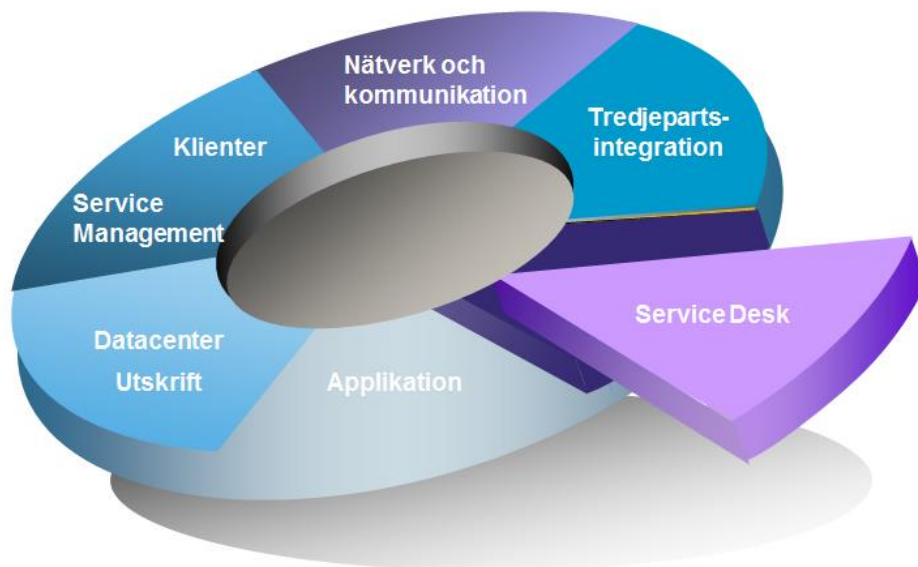 Nätverk och
kommunikation
Tredjeparts-
integration
Klienter
Service
Management
Service Desk
Datacenter
Utskrift
Applikation